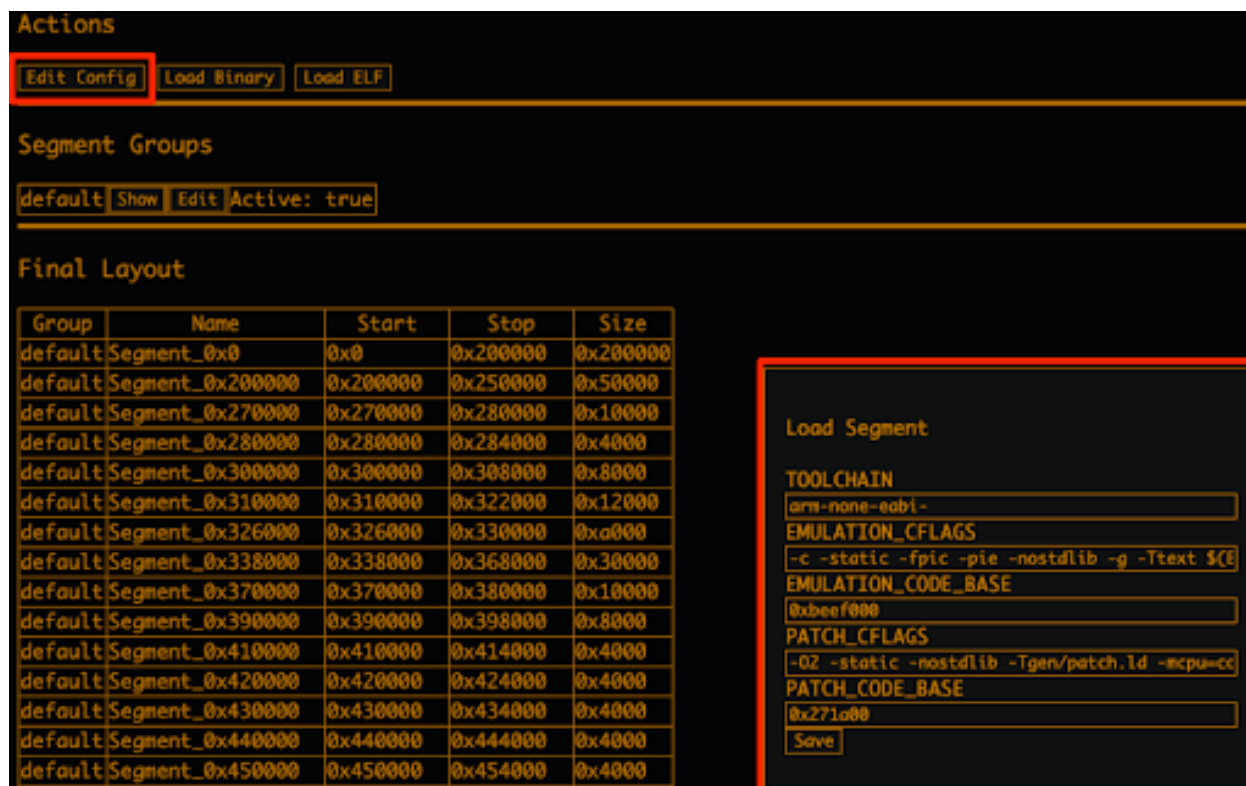 Actions
Edit Config Load Binary Load ELF
Segment Groups
default Show Edit Active: true
Final Layout
Group Name Start Stop Size
default Segment_0x0 0x0 0x200000 0x200000
default Segment_0x200000 0x200000 0x250000 0x50000
default Segment_0x270000 0x270000 0x280000 0x10000
default Segment_0x280000 0x280000 0x284000 0x4000
default Segment_0x300000 0x300000 0x308000 0x8000
default Segment_0x310000 0x310000 0x322000 0x12000
default Segment_0x326000 0x326000 0x330000 0xa000
default Segment_0x338000 0x338000 0x368000 0x30000
default Segment_0x370000 0x370000 0x380000 0x10000
default Segment_0x390000 0x390000 0x398000 0x8000
default Segment_0x410000 0x410000 0x414000 0x4000
default Segment_0x420000 0x420000 0x424000 0x4000
default Segment_0x430000 0x430000 0x434000 0x4000
default Segment_0x440000 0x440000 0x444000 0x4000
default Segment_0x450000 0x450000 0x454000 0x4000
Load Segment
TOOLCHAIN
arm-none-eabi-
EMULATION_CFLAGS
-c -static -fpic -pie -nostdlib -g -Ttext $(E
EMULATION_CODE_BASE
0xbeef000
PATCH_CFLAGS
-O2 -static -nostdlib -Tgen/patch.ld -mcpu=co
PATCH_CODE_BASE
0x271a00
Save